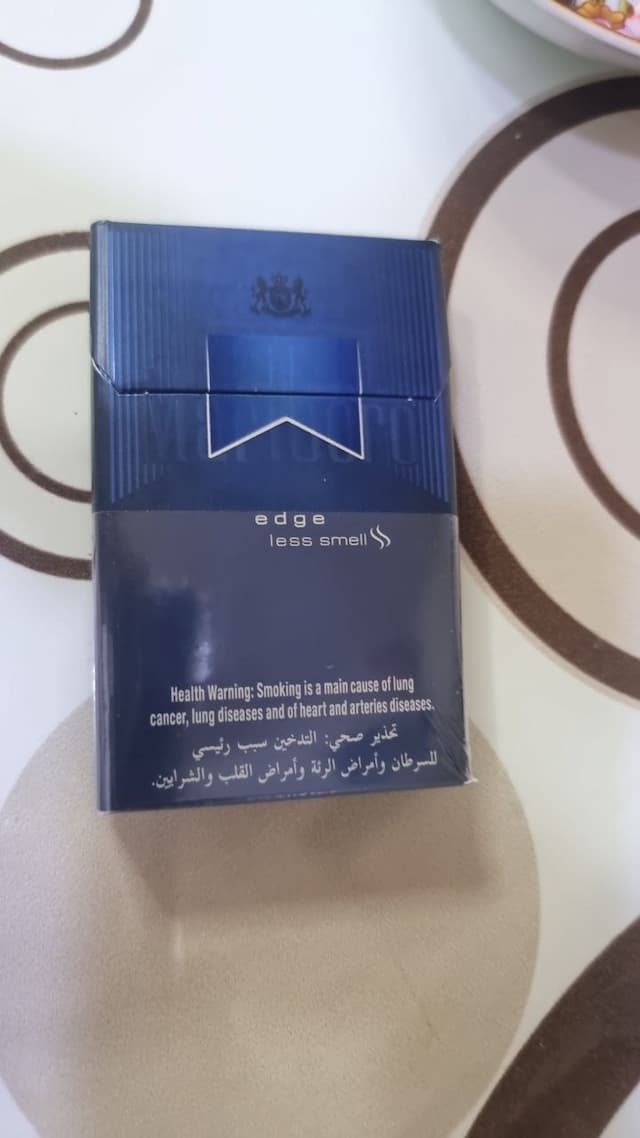 Marlboro
edge
less smell
Health Warning: Smoking is a main cause of lung
cancer, lung diseases and of heart and arteries diseases.
تحذير صحي: التدخين سبب رئيسي
للسرطان وأمراض الرئة وأمراض القلب والشرايين.